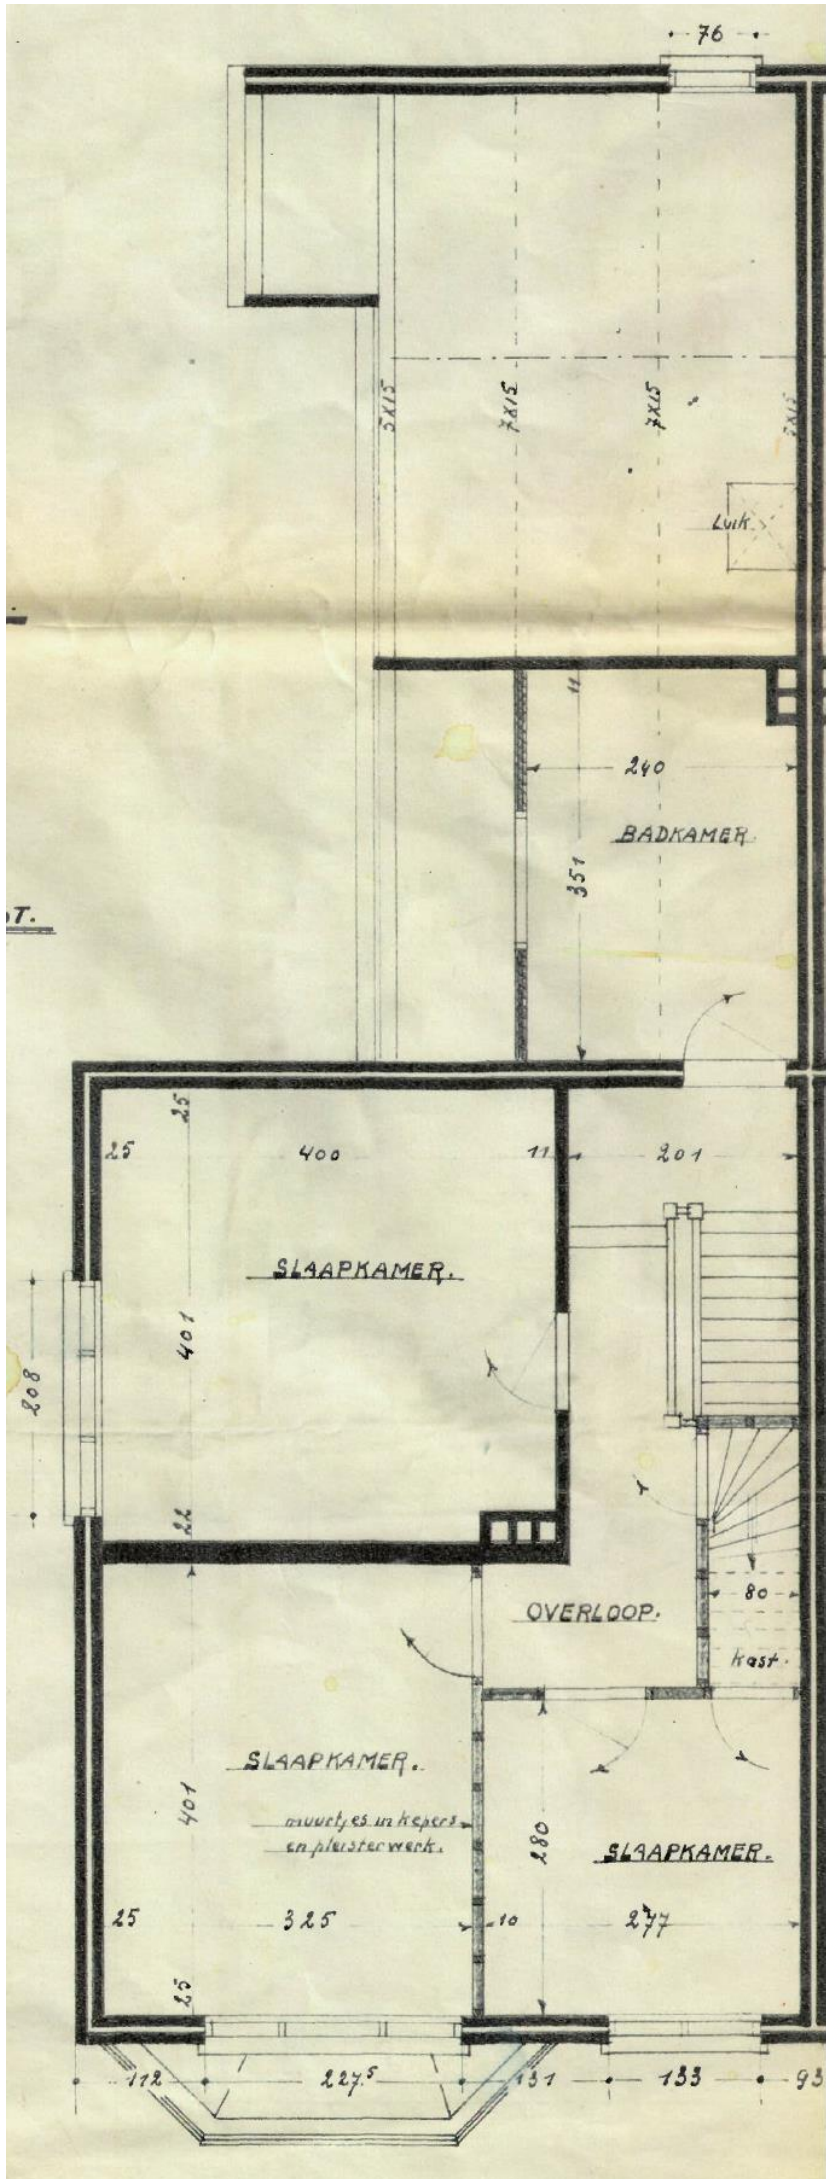 76
5X15
7X15
7X15
7X15
Luik
11
240
BADKAMER.
351
T.
25
25
400
11
201
SLAAPKAMER.
401
208
22
OVERLOOP.
80
kast.
SLAAPKAMER.
401
muurtjes in kepers
en pleisterwerk.
280
SLAAPKAMER.
25
325
10
277
25
112
227.5
131
133
93